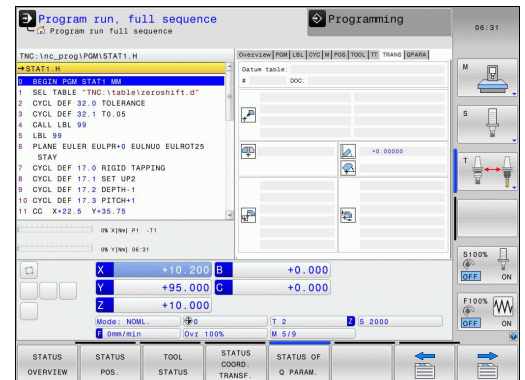 Program run, full sequence
Program run full sequence
Programming
06:31
TNC:\nc_prog\PGM\STAT1.H
→STAT1.H
0 BEGIN PGM STAT1 MM
1 SEL TABLE "TNC:\table\zeroshift.d"
2 CYCL DEF 32.0 TOLERANCE
3 CYCL DEF 32.1 T0.05
4 CALL LBL 99
5 LBL 99
6 PLANE EULER EULPR+0 EULNU0 EULROT25
STAY
7 CYCL DEF 17.0 RIGID TAPPING
8 CYCL DEF 17.1 SET UP2
9 CYCL DEF 17.2 DEPTH-1
10 CYCL DEF 17.3 PITCH+1
11 CC X+22.5 Y+35.75
0% X[Nm] P1 -T1
0% Y[Nm] 06:31
Overview PGM LBL CYC M POS TOOL TT TRANS QPARA
Datum table:
# DOC:
+0.00000
X +10.200 B +0.000
Y +95.000 C +0.000
Z +10.000
Mode: NOML. 0 T 2 Z S 2000
F 0mm/min Ovr 100% M 5/9
M
S
T
S100%
OFF ON
F100%
OFF ON
STATUS
OVERVIEW
STATUS
POS.
TOOL
STATUS
STATUS
COORD.
TRANSF.
STATUS OF
Q PARAM.